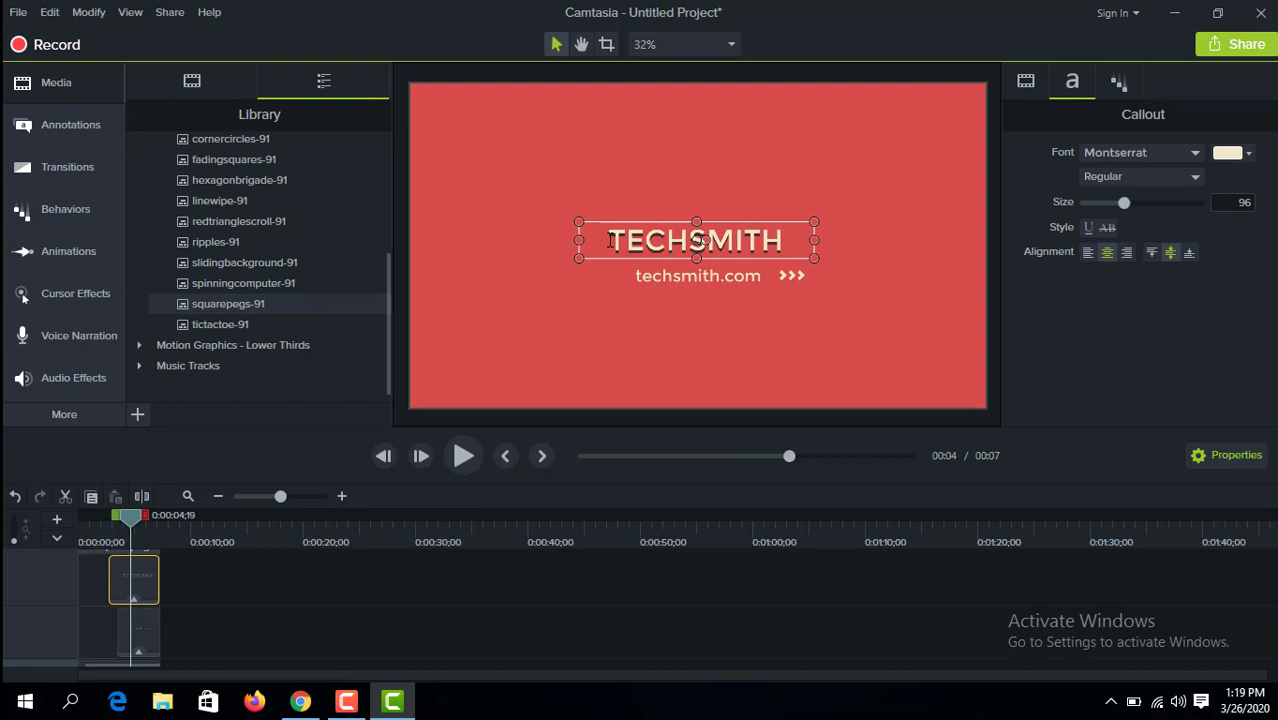 File Edit Modify View Share Help
Camtasia - Untitled Project*
Sign In
Record
32%
Share
Media
Annotations
Transitions
Behaviors
Animations
Cursor Effects
Voice Narration
Audio Effects
More
Library
cornercircles-91
fadingsquares-91
hexagonbrigade-91
linewipe-91
redtrianglescroll-91
ripples-91
slidingbackground-91
spinningcomputer-91
squarepegs-91
tictactoe-91
Motion Graphics - Lower Thirds
Music Tracks
TECHSMITH
techsmith.com
a
Callout
Font Montserrat
Regular
Size 96
Style U AB
Alignment
00:04 / 00:07
Properties
0:00:04;19
0:00:00;00 0:00:10;00 0:00:20;00 0:00:30;00 0:00:40;00 0:00:50;00 0:01:00;00 0:01:10;00 0:01:20;00 0:01:30;00 0:01:40;00
Activate Windows
Go to Settings to activate Windows.
1:19 PM
3/26/2020